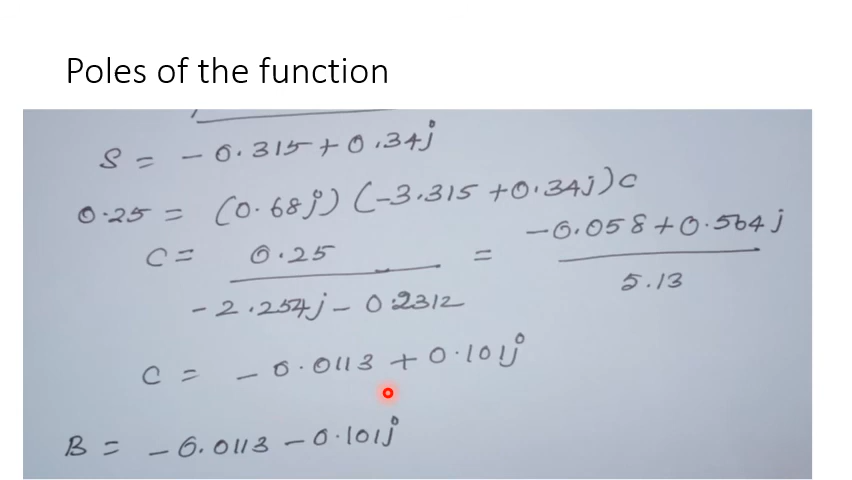 Poles of the function
S = - 0.315 + 0.34j
0.25 = (0.68j) (-3.315 + 0.34j) C
C = 0.25 / -2.254j - 0.2312 = -0.058 + 0.564j / 5.13
C = - 0.0113 + 0.101j
B = - 0.0113 - 0.101j